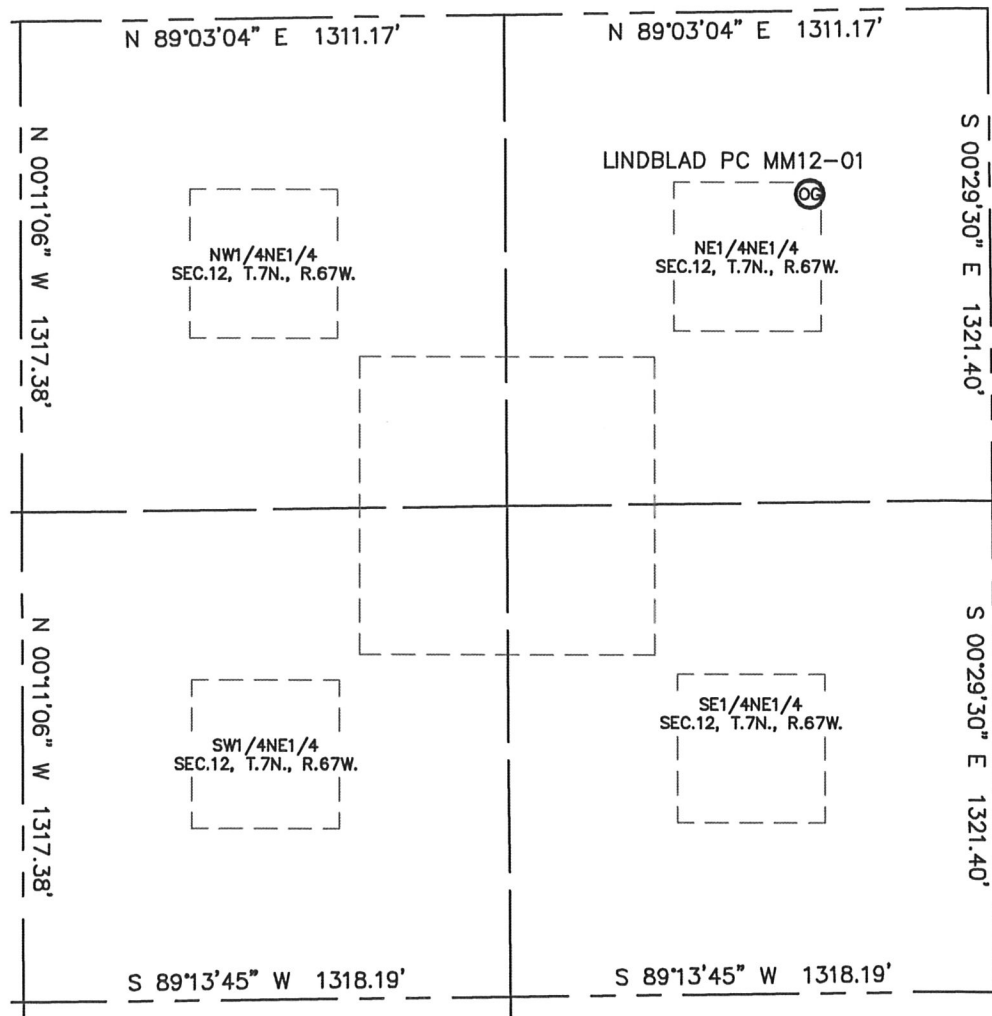 N 89°03'04" E 1311.17'
N 89°03'04" E 1311.17'
N 00°11'06" W 1317.38'
S 00°29'30" E 1321.40'
LINDBLAD PC MM12-01
OG
NW1/4NE1/4
SEC.12, T.7N., R.67W.
NE1/4NE1/4
SEC.12, T.7N., R.67W.
N 00°11'06" W 1317.38'
S 00°29'30" E 1321.40'
SW1/4NE1/4
SEC.12, T.7N., R.67W.
SE1/4NE1/4
SEC.12, T.7N., R.67W.
S 89°13'45" W 1318.19'
S 89°13'45" W 1318.19'